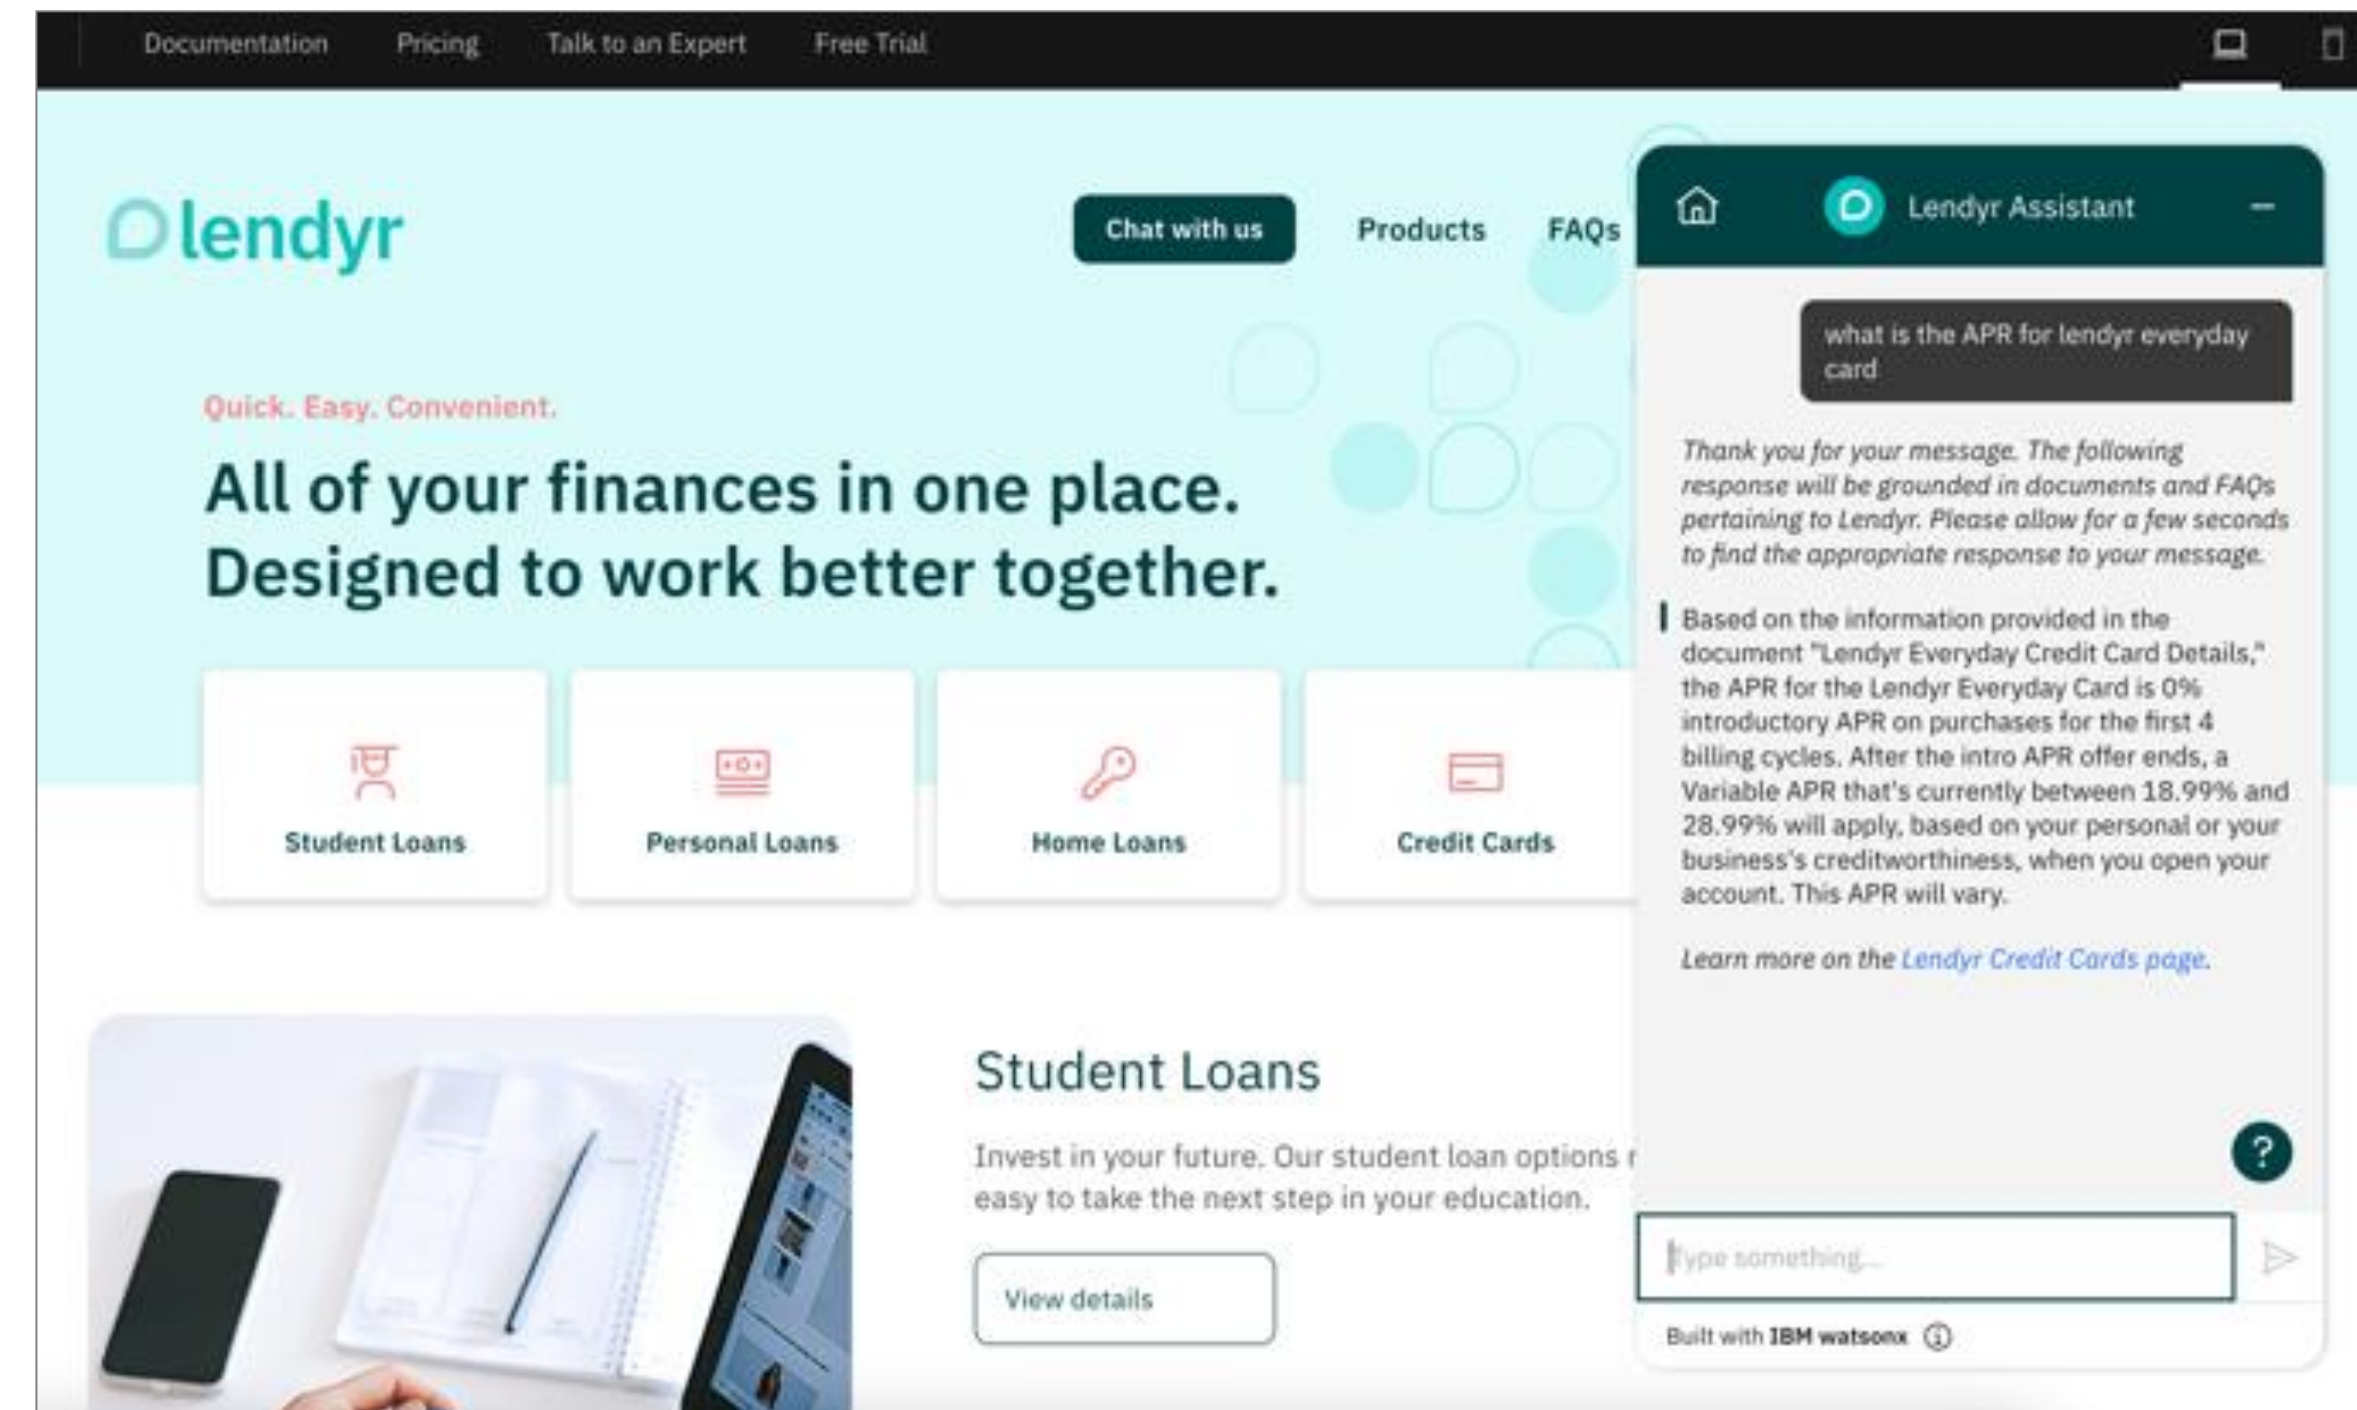 Documentation Pricing Talk to an Expert Free Trial
lendyr
Chat with us Products FAQs
Quick. Easy. Convenient.
All of your finances in one place.
Designed to work better together.
Student Loans Personal Loans Home Loans Credit Cards
Student Loans
Invest in your future. Our student loan options
easy to take the next step in your education.
View details
Lendyr Assistant
what is the APR for lendyr everyday
card
Thank you for your message. The following
response will be grounded in documents and FAQs
pertaining to Lendyr. Please allow for a few seconds
to find the appropriate response to your message.
Based on the information provided in the
document "Lendyr Everyday Credit Card Details,"
the APR for the Lendyr Everyday Card is 0%
introductory APR on purchases for the first 4
billing cycles. After the intro APR offer ends, a
Variable APR that's currently between 18.99% and
28.99% will apply, based on your personal or your
business's creditworthiness, when you open your
account. This APR will vary.
Learn more on the Lendyr Credit Cards page.
?
Type something...
Built with IBM watsonx